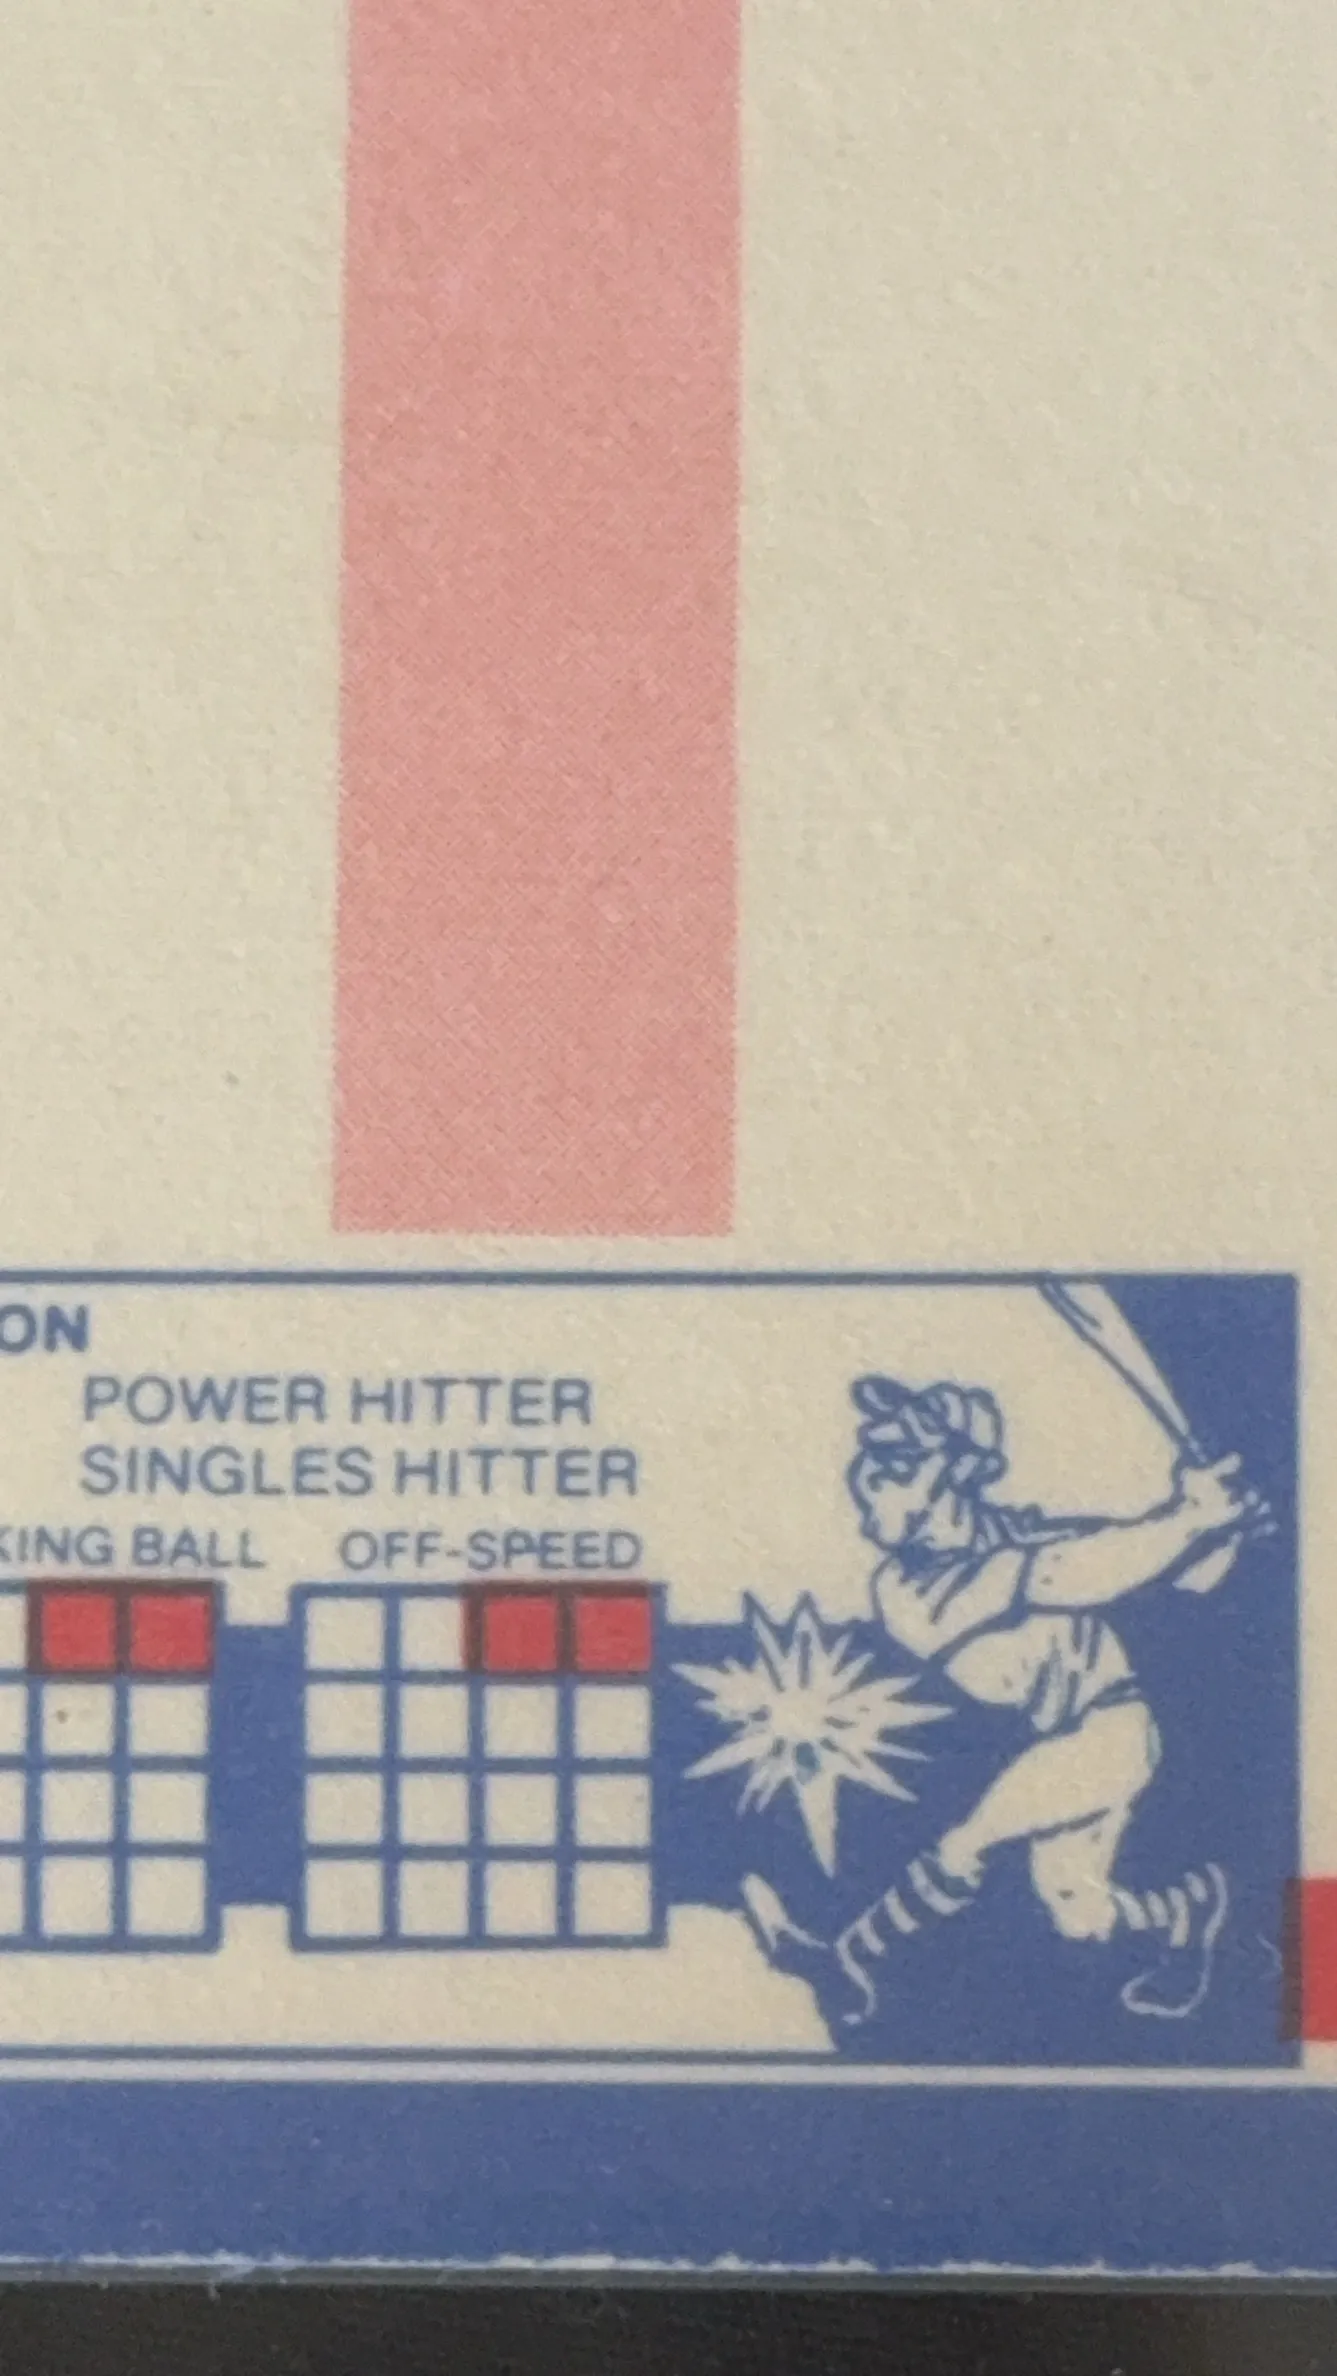 ON
POWER HITTER
SINGLES HITTER
KING BALL OFF-SPEED